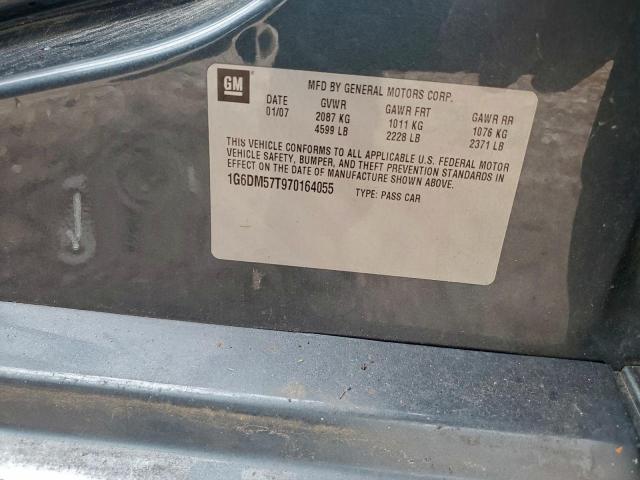 GM
MFD BY GENERAL MOTORS CORP.
DATE GVWR GAWR FRT GAWR RR
01/07 2087 KG 1011 KG 1076 KG
4599 LB 2228 LB 2371 LB
THIS VEHICLE CONFORMS TO ALL APPLICABLE U.S. FEDERAL MOTOR
VEHICLE SAFETY, BUMPER, AND THEFT PREVENTION STANDARDS IN
EFFECT ON THE DATE OF MANUFACTURE SHOWN ABOVE.
1G6DM57T970164055 TYPE: PASS CAR